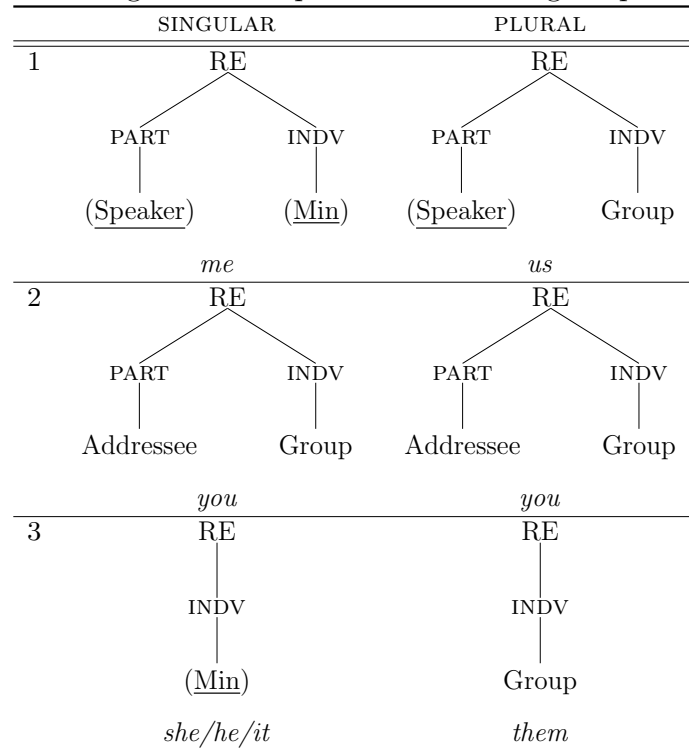 SINGULAR PLURAL
1 RE RE
PART INDV PART INDV
(Speaker) (Min) (Speaker) Group
me us
2 RE RE
PART INDV PART INDV
Addressee Group Addressee Group
you you
3 RE RE
INDV INDV
(Min) Group
she/he/it them